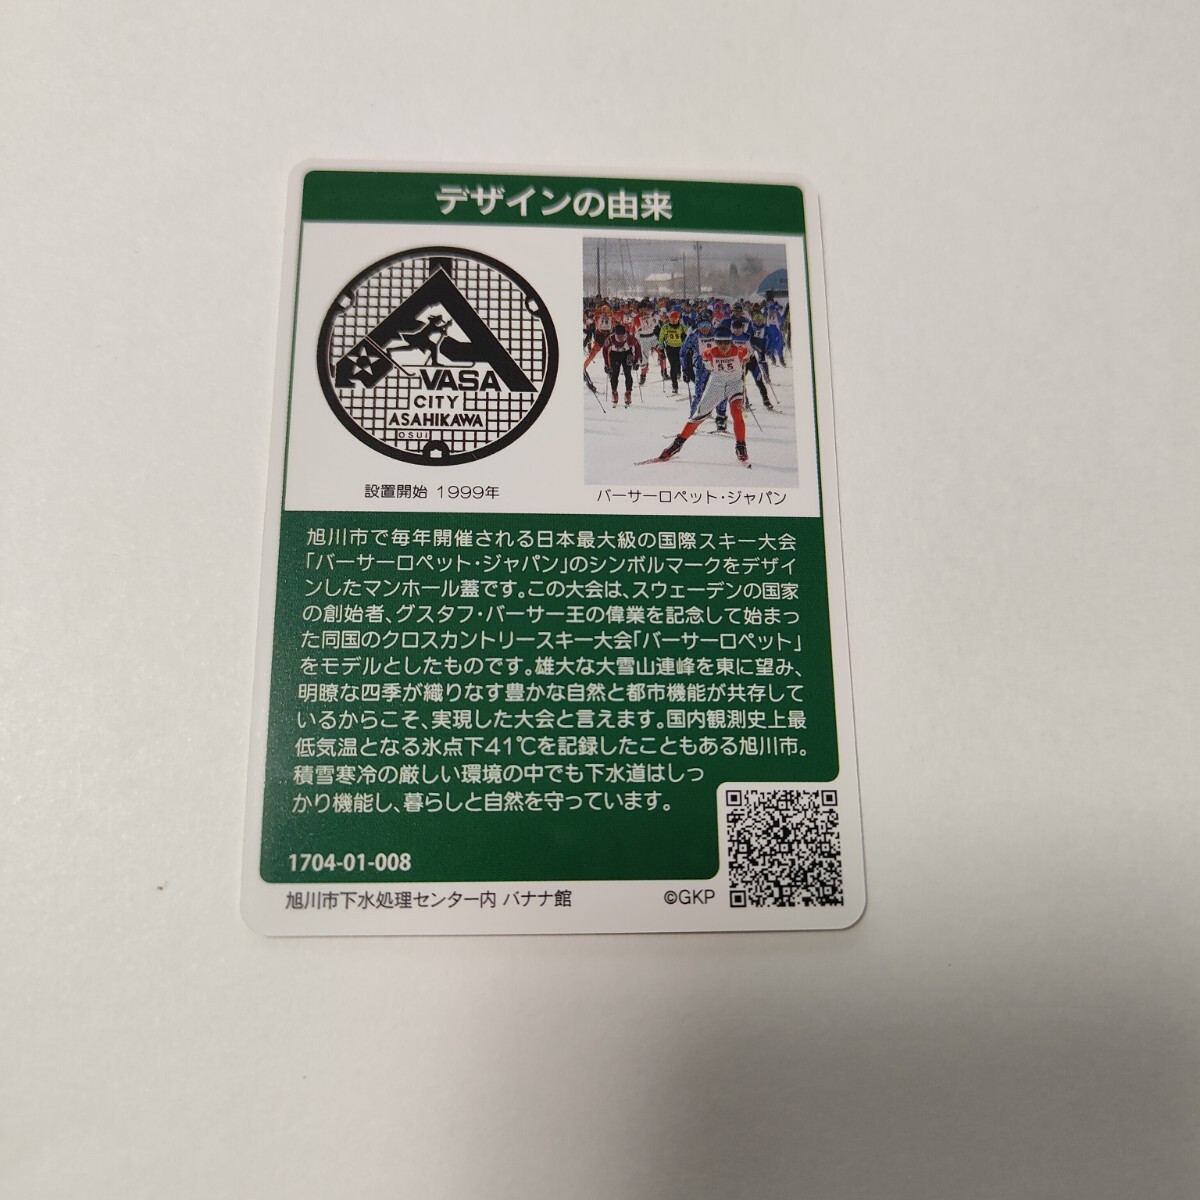 デザインの由来
VASA
CITY
ASAHIKAWA
OSUI
設置開始 1999年
55
バーサーロペット・ジャパン
旭川市で毎年開催される日本最大級の国際スキー大会
「バーサーロペット・ジャパン」のシンボルマークをデザイ
ンしたマンホール蓋です。この大会は、スウェーデンの国家
の創始者、グスタフ・バーサー王の偉業を記念して始まっ
た同国のクロスカントリースキー大会「バーサーロペット」
をモデルとしたものです。雄大な大雪山連峰を東に望み、
明瞭な四季が織りなす豊かな自然と都市機能が共存して
いるからこそ、実現した大会と言えます。国内観測史上最
低気温となる氷点下41℃を記録したこともある旭川市。
積雪寒冷の厳しい環境の中でも下水道はしっ
かり機能し、暮らしと自然を守っています。
1704-01-008
旭川市下水処理センター内 バナナ館
©GKP